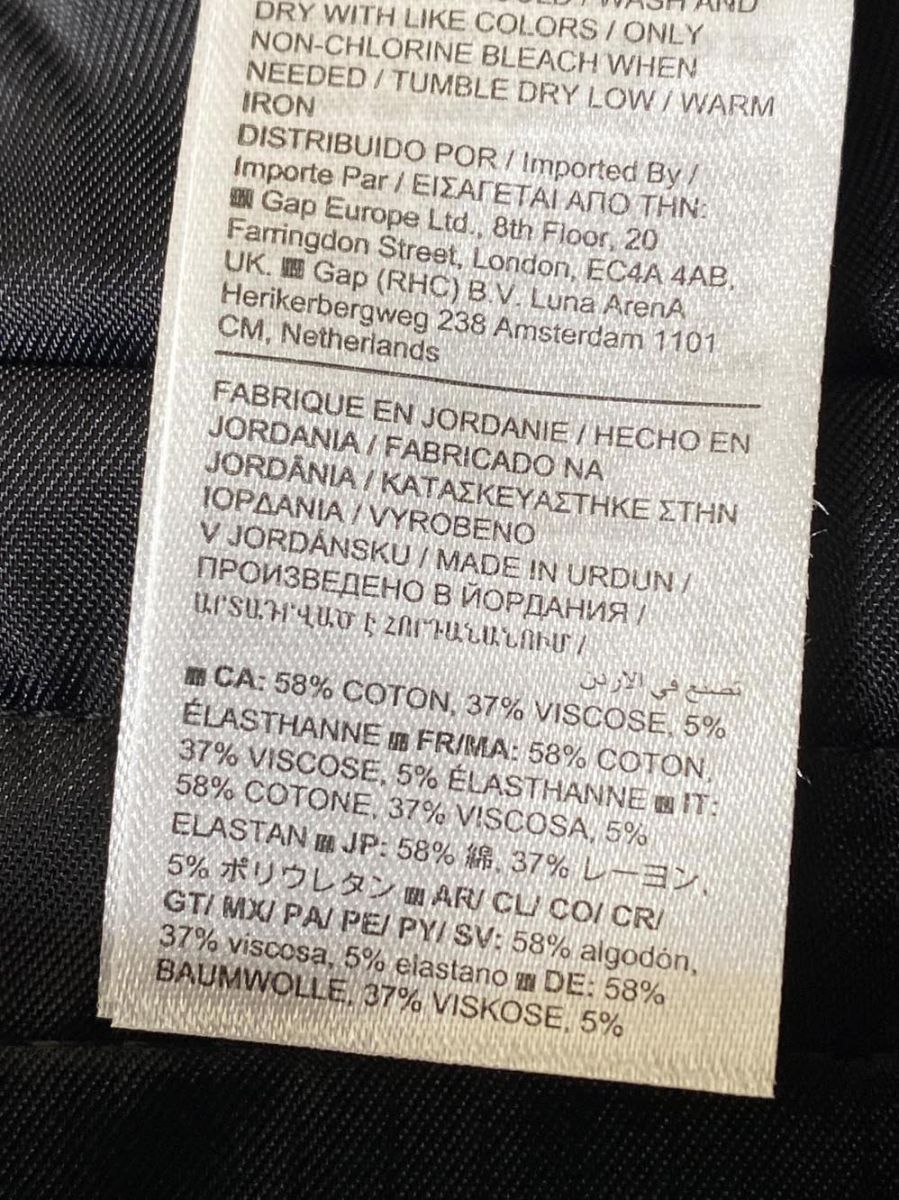 WASH AND
DRY WITH LIKE COLORS / ONLY
NON-CHLORINE BLEACH WHEN
NEEDED / TUMBLE DRY LOW / WARM
IRON
DISTRIBUIDO POR / Imported By /
Importe Par / ΕΙΣΑΓΕΤΑΙ ΑΠΟ ΤΗΝ:
Gap Europe Ltd., 8th Floor, 20
Farringdon Street, London, EC4A 4AB,
UK. Gap (RHC) B.V. Luna ArenA
Herikerbergweg 238 Amsterdam 1101
CM, Netherlands
FABRIQUE EN JORDANIE / HECHO EN
JORDANIA / FABRICADO NA
JORDÂNIA / ΚΑΤΑΣΚΕΥΑΣΤΗΚΕ ΣΤΗΝ
ΙΟΡΔΑΝΙΑ / VYROBENO
V JORDÁNSKU / MADE IN URDUN /
ПРОИЗВЕДЕНО В ЙОРДАНИЯ /
ԱՐՏԱԴՐՎԱԾ Է ՀՈՐԴԱՆԱՆՈՒՄ /
تصنع في الاردن
CA: 58% COTON, 37% VISCOSE, 5%
ÉLASTHANNE FR/MA: 58% COTON,
37% VISCOSE, 5% ÉLASTHANNE IT:
58% COTONE, 37% VISCOSA, 5%
ELASTAN JP: 58% 綿, 37% レーヨン,
5% ポリウレタン AR/ CL/ CO/ CR/
GT/ MX/ PA/ PE/ PY/ SV: 58% algodón,
37% viscosa, 5% elastano DE: 58%
BAUMWOLLE, 37% VISKOSE, 5%